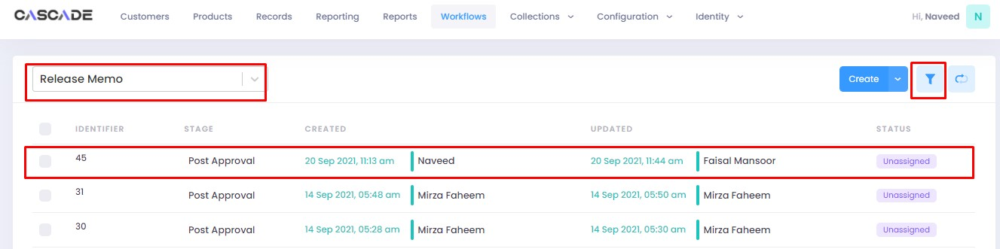 CASCADE Customers Products Records Reporting Reports Workflows Collections Configuration Identity Hi, Naveed N
Release Memo Create
IDENTIFIER STAGE CREATED UPDATED STATUS
45 Post Approval 20 Sep 2021, 11:13 am Naveed 20 Sep 2021, 11:44 am Faisal Mansoor Unassigned
31 Post Approval 14 Sep 2021, 05:48 am Mirza Faheem 14 Sep 2021, 05:50 am Mirza Faheem Unassigned
30 Post Approval 14 Sep 2021, 05:28 am Mirza Faheem 14 Sep 2021, 05:30 am Mirza Faheem Unassigned